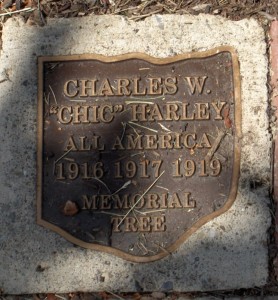 CHARLES W.
"CHIC" HARLEY
ALL AMERICA
1916 1917 1919
MEMORIAL
TREE